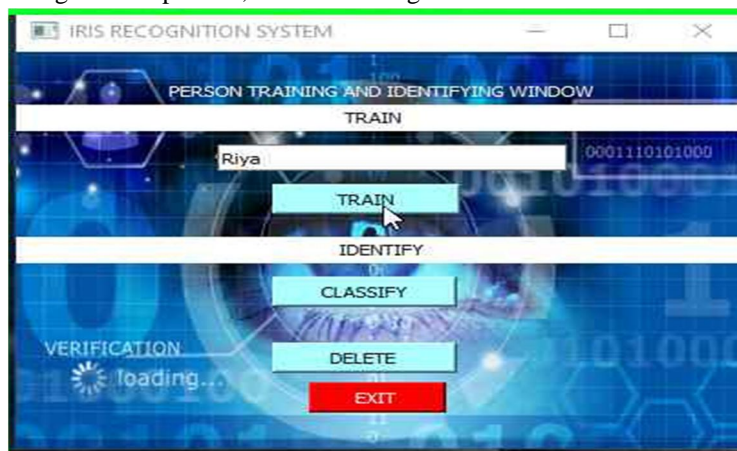 IRIS RECOGNITION SYSTEM
PERSON TRAINING AND IDENTIFYING WINDOW
TRAIN
0001110101000
Riya
TRAIN
IDENTIFY
CLASSIFY
VERIFICATION
loading...
DELETE
EXIT